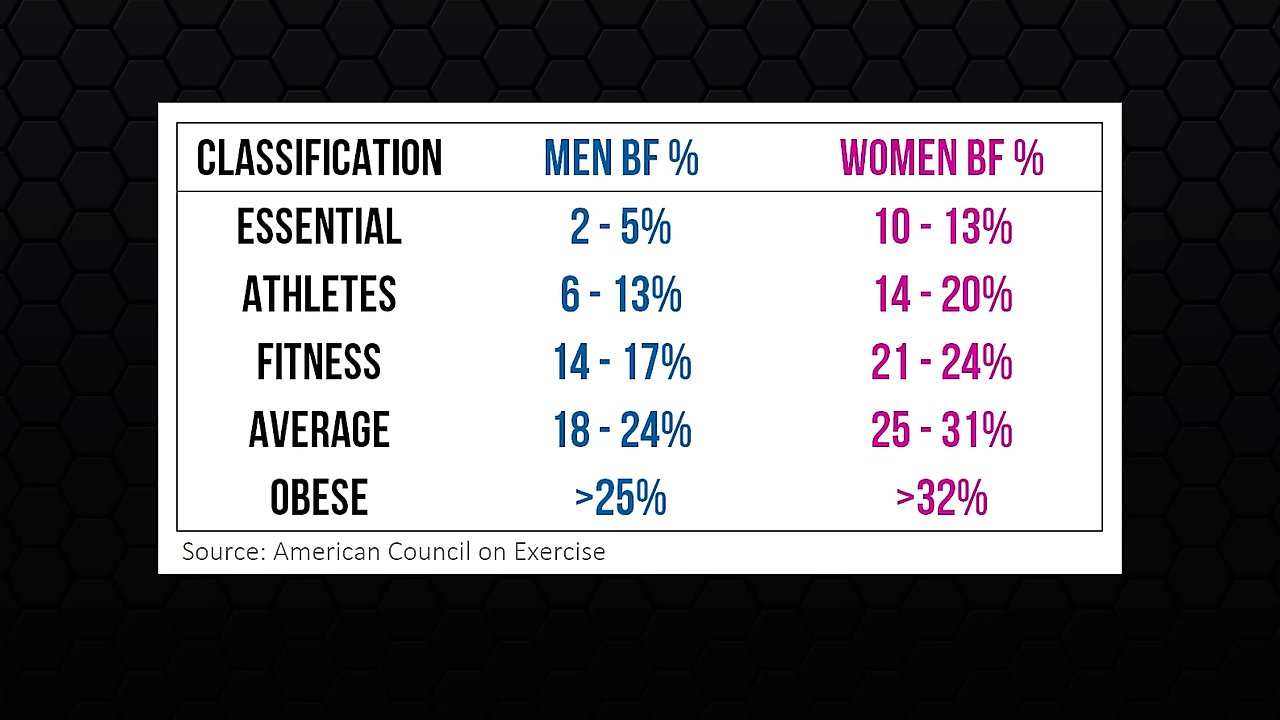 CLASSIFICATION MEN BF % WOMEN BF %
ESSENTIAL 2 - 5% 10 - 13%
ATHLETES 6 - 13% 14 - 20%
FITNESS 14 - 17% 21 - 24%
AVERAGE 18 - 24% 25 - 31%
OBESE >25% >32%
Source: American Council on Exercise